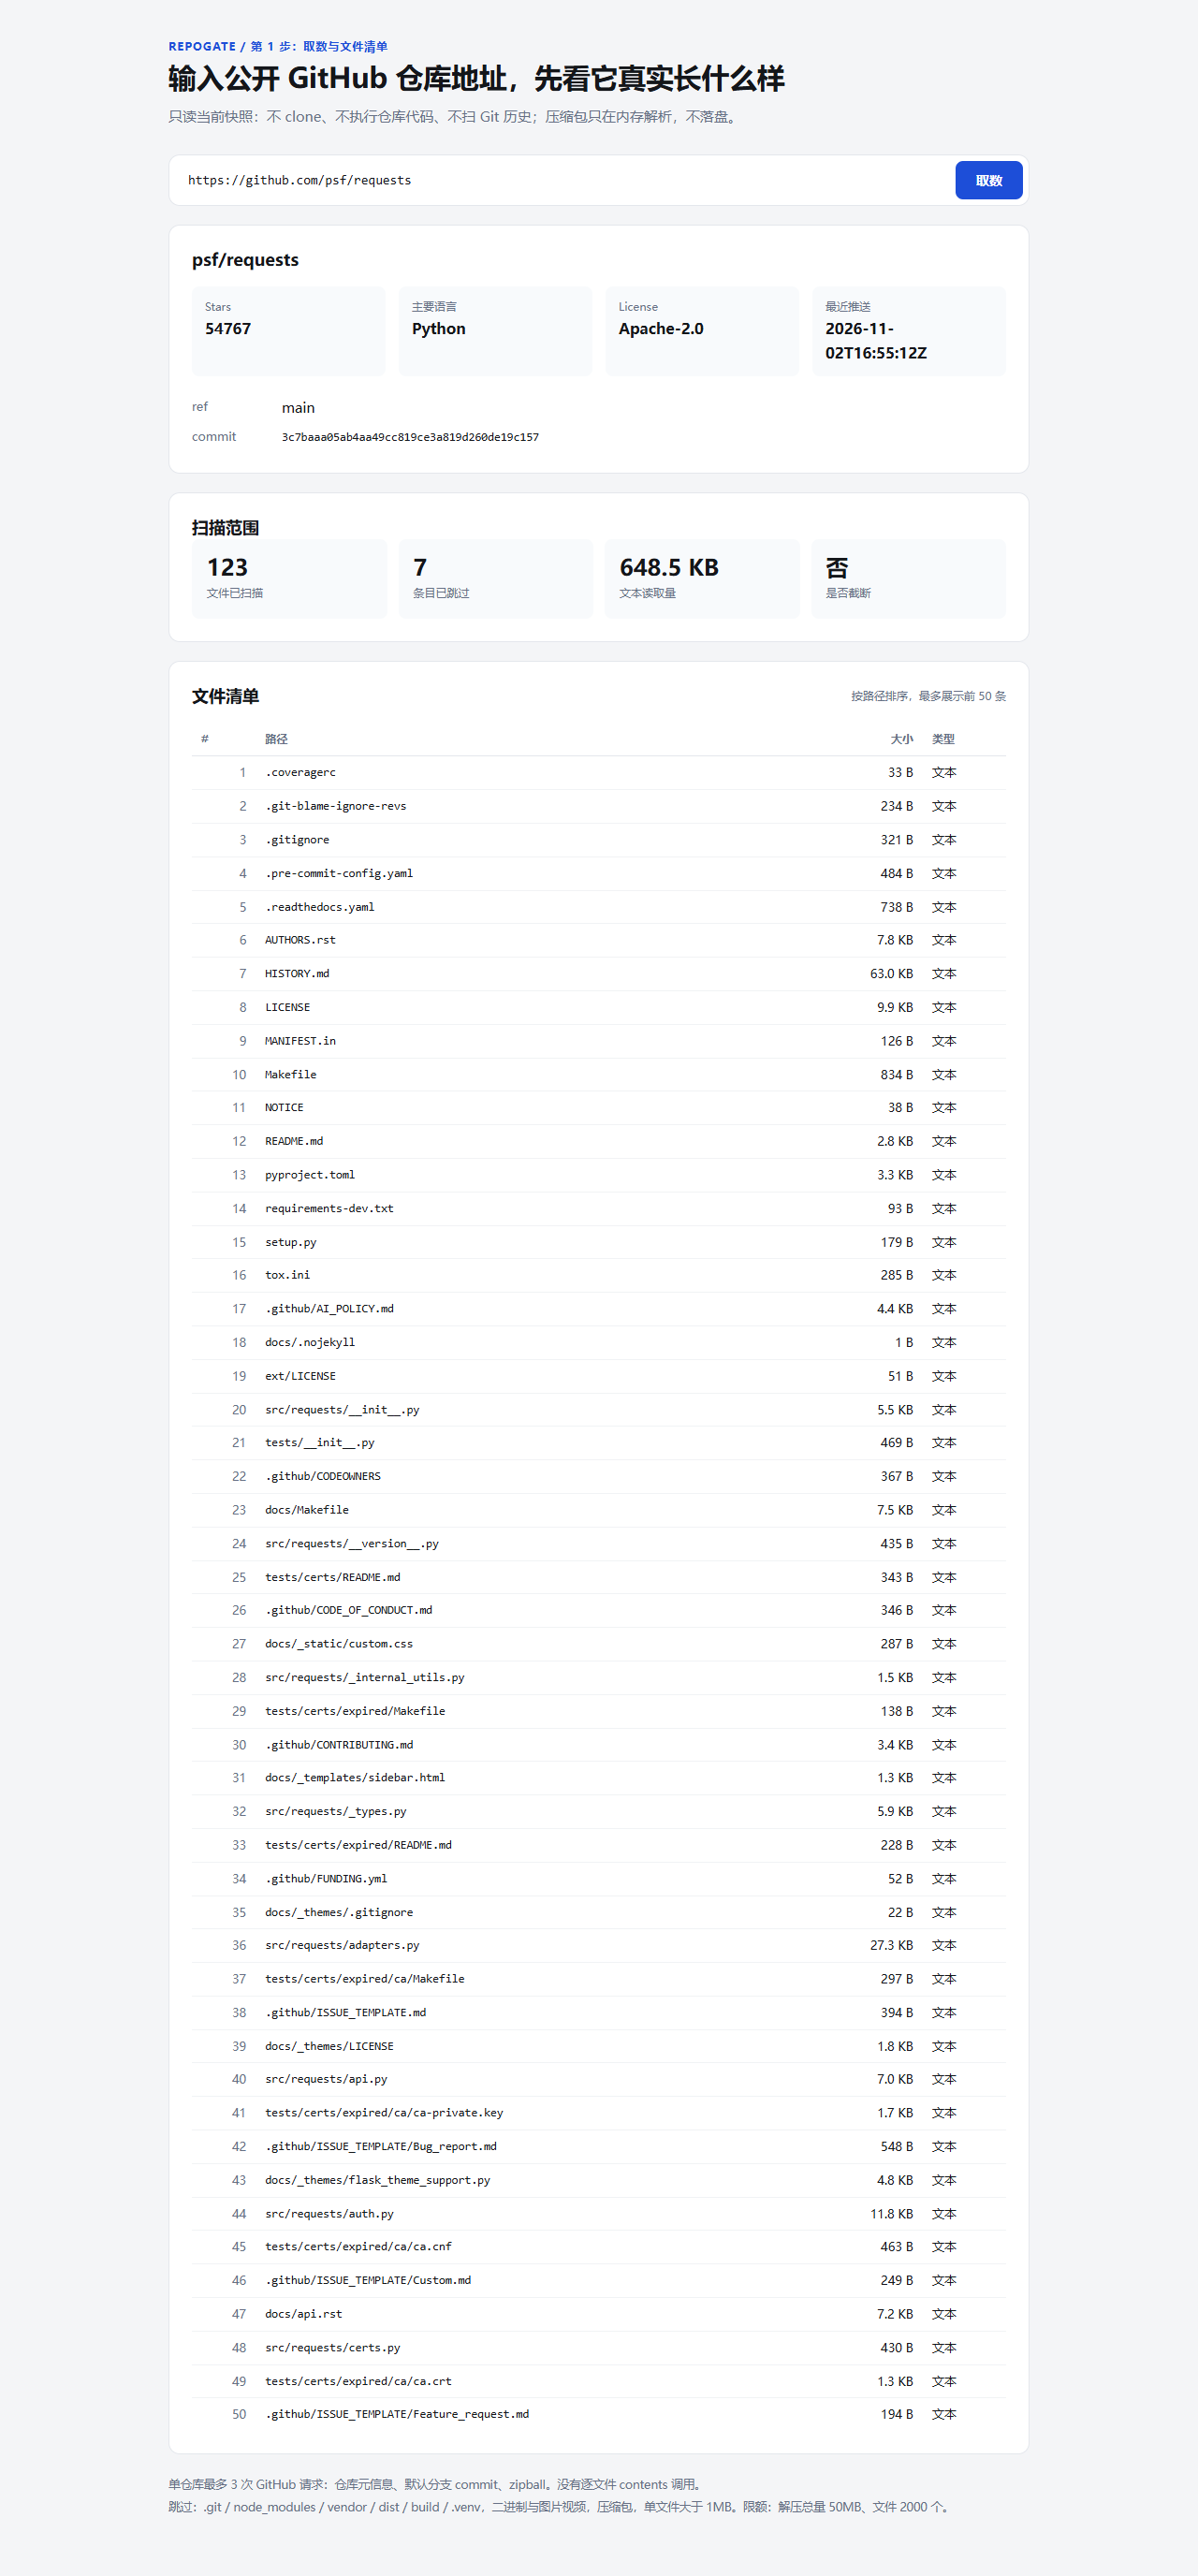 REPOGATE / 第 1 步：取数与文件清单
输入公开 GitHub 仓库地址，先看它真实长什么样
只读当前快照：不 clone、不执行仓库代码、不扫 Git 历史；压缩包只在内存解析，不落盘。
https://github.com/psf/requests 取数
psf/requests
Stars 主要语言 License 最近推送
54767 Python Apache-2.0 2026-11-
02T16:55:12Z
ref main
commit 3c7baaa05ab4aa49cc819ce3a819d260de19c157
扫描范围
123 7 648.5 KB 否
文件已扫描 条目已跳过 文本读取量 是否截断
文件清单 按路径排序，最多展示前 50 条
# 路径 大小 类型
1 .coveragerc 33 B 文本
2 .git-blame-ignore-revs 234 B 文本
3 .gitignore 321 B 文本
4 .pre-commit-config.yaml 484 B 文本
5 .readthedocs.yaml 738 B 文本
6 AUTHORS.rst 7.8 KB 文本
7 HISTORY.md 63.0 KB 文本
8 LICENSE 9.9 KB 文本
9 MANIFEST.in 126 B 文本
10 Makefile 834 B 文本
11 NOTICE 38 B 文本
12 README.md 2.8 KB 文本
13 pyproject.toml 3.3 KB 文本
14 requirements-dev.txt 93 B 文本
15 setup.py 179 B 文本
16 tox.ini 285 B 文本
17 .github/AI_POLICY.md 4.4 KB 文本
18 docs/.nojekyll 1 B 文本
19 ext/LICENSE 51 B 文本
20 src/requests/__init__.py 5.5 KB 文本
21 tests/__init__.py 469 B 文本
22 .github/CODEOWNERS 367 B 文本
23 docs/Makefile 7.5 KB 文本
24 src/requests/__version__.py 435 B 文本
25 tests/certs/README.md 343 B 文本
26 .github/CODE_OF_CONDUCT.md 346 B 文本
27 docs/_static/custom.css 287 B 文本
28 src/requests/_internal_utils.py 1.5 KB 文本
29 tests/certs/expired/Makefile 138 B 文本
30 .github/CONTRIBUTING.md 3.4 KB 文本
31 docs/_templates/sidebar.html 1.3 KB 文本
32 src/requests/_types.py 5.9 KB 文本
33 tests/certs/expired/README.md 228 B 文本
34 .github/FUNDING.yml 52 B 文本
35 docs/_themes/.gitignore 22 B 文本
36 src/requests/adapters.py 27.3 KB 文本
37 tests/certs/expired/ca/Makefile 297 B 文本
38 .github/ISSUE_TEMPLATE.md 394 B 文本
39 docs/_themes/LICENSE 1.8 KB 文本
40 src/requests/api.py 7.0 KB 文本
41 tests/certs/expired/ca/ca-private.key 1.7 KB 文本
42 .github/ISSUE_TEMPLATE/Bug_report.md 548 B 文本
43 docs/_themes/flask_theme_support.py 4.8 KB 文本
44 src/requests/auth.py 11.8 KB 文本
45 tests/certs/expired/ca/ca.cnf 463 B 文本
46 .github/ISSUE_TEMPLATE/Custom.md 249 B 文本
47 docs/api.rst 7.2 KB 文本
48 src/requests/certs.py 430 B 文本
49 tests/certs/expired/ca/ca.crt 1.3 KB 文本
50 .github/ISSUE_TEMPLATE/Feature_request.md 194 B 文本
单仓库最多 3 次 GitHub 请求：仓库元信息、默认分支 commit、zipball。没有逐文件 contents 调用。
跳过：.git / node_modules / vendor / dist / build / .venv，二进制与图片视频，压缩包，单文件大于 1MB。限额：解压总量 50MB、文件 2000 个。